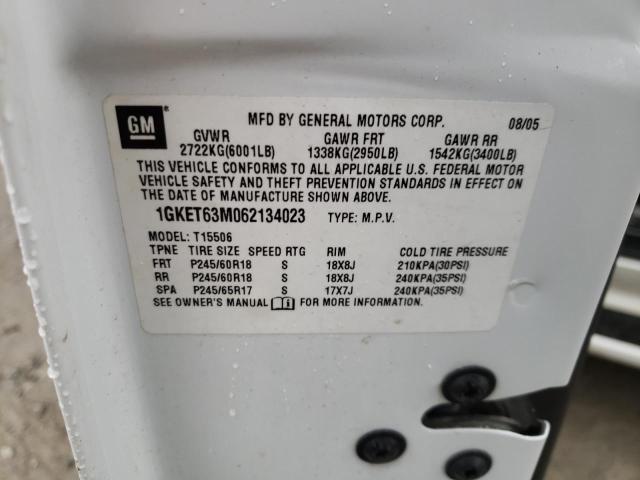 GM
MFD BY GENERAL MOTORS CORP. 08/05
GVWR GAWR FRT GAWR RR
2722KG(6001LB) 1338KG(2950LB) 1542KG(3400LB)
THIS VEHICLE CONFORMS TO ALL APPLICABLE U.S. FEDERAL MOTOR
VEHICLE SAFETY AND THEFT PREVENTION STANDARDS IN EFFECT ON
THE DATE OF MANUFACTURE SHOWN ABOVE.
1GKET63M062134023 TYPE: M.P.V.
MODEL: T15506
TPNE TIRE SIZE SPEED RTG RIM COLD TIRE PRESSURE
FRT P245/60R18 S 18X8J 210KPA(30PSI)
RR P245/60R18 S 18X8J 240KPA(35PSI)
SPA P245/65R17 S 17X7J 240KPA(35PSI)
SEE OWNER'S MANUAL FOR MORE INFORMATION.